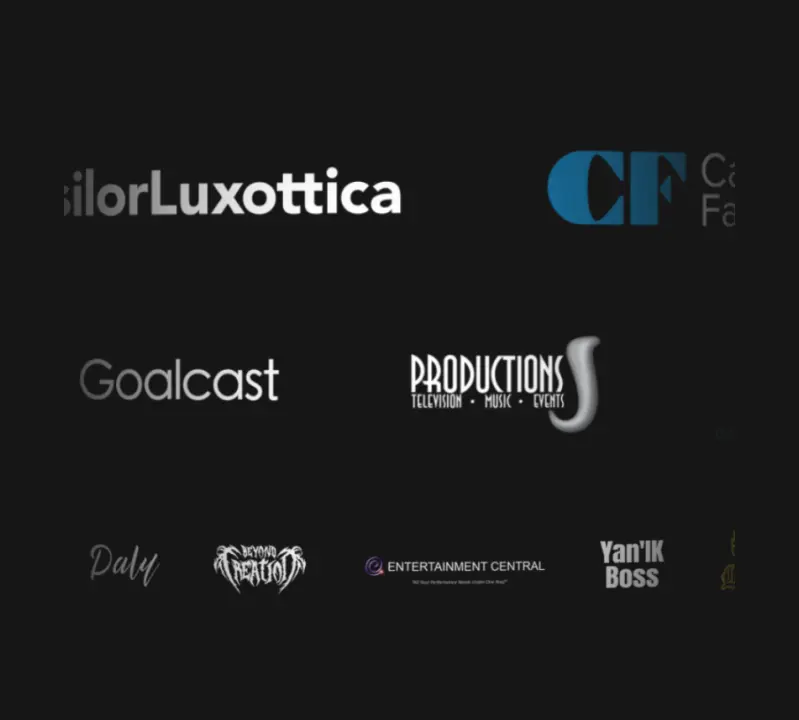 silorLuxottica
CF Ca
Fa
Goalcast
PRODUCTIONS J
TELEVISION • MUSIC • EVENTS
Daly
BEYOND
CREATION
ENTERTAINMENT CENTRAL
Yan'IK
Boss